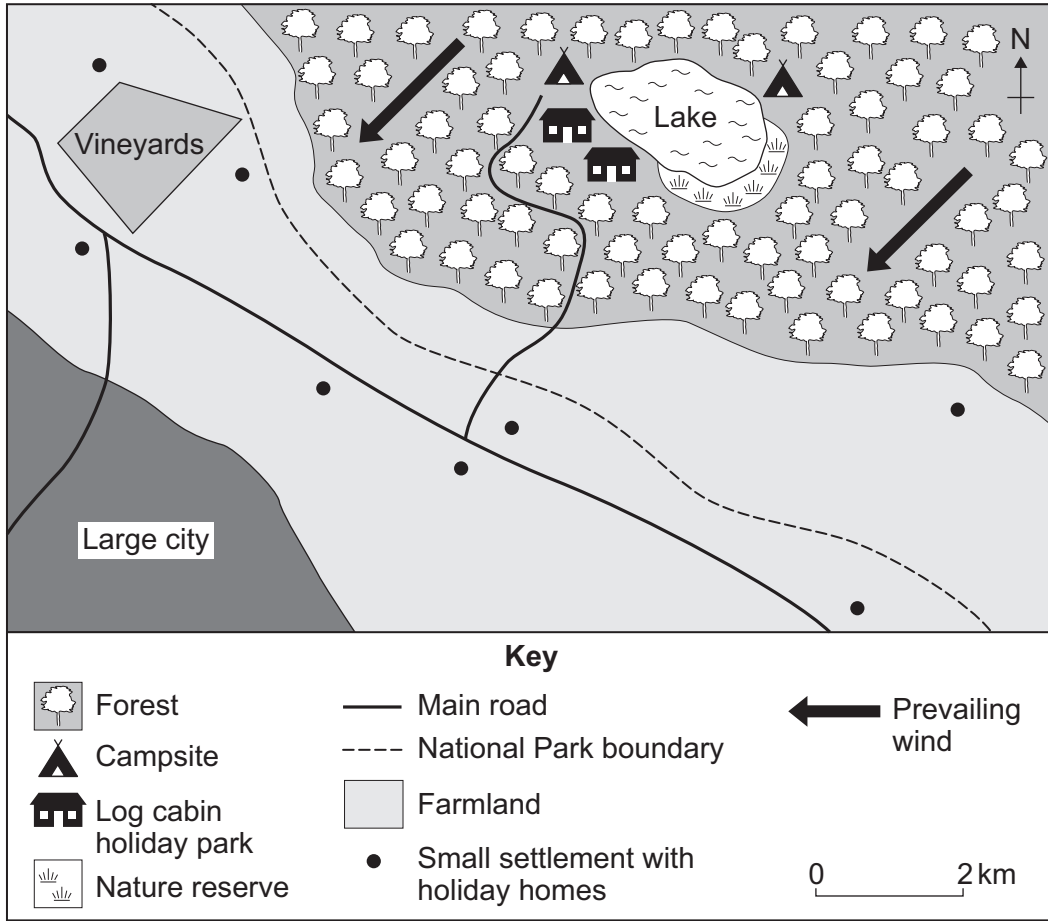 N
Lake
Vineyards
Large city
Key
Forest
Campsite
Log cabin
holiday park
Nature reserve
Main road
National Park boundary
Farmland
Small settlement with
holiday homes
Prevailing
wind
0 2 km